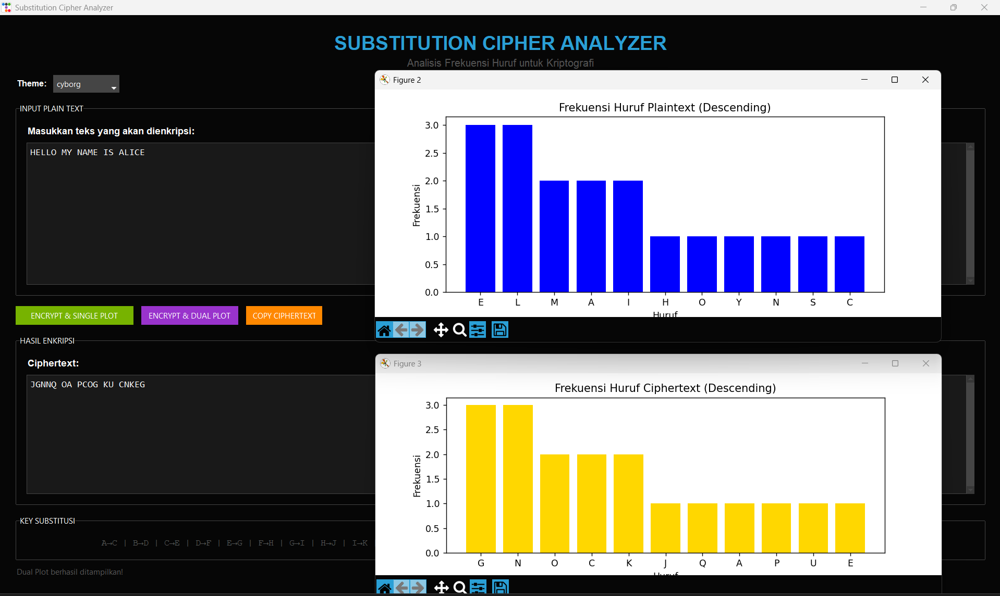 Substitution Cipher Analyzer
SUBSTITUTION CIPHER ANALYZER
Analisis Frekuensi Huruf untuk Kriptografi
Theme: cyborg
INPUT PLAIN TEXT
Masukkan teks yang akan dienkripsi:
HELLO MY NAME IS ALICE
ENCRYPT & SINGLE PLOT
ENCRYPT & DUAL PLOT
COPY CIPHERTEXT
HASIL ENKRIPSI
Ciphertext:
JGNNQ OA PCOG KU CNKEG
KEY SUBSTITUSI
A→C | B→D | C→E | D→F | E→G | F→H | G→I | H→J | I→K
Dual Plot berhasil ditampilkan!
Figure 2
Frekuensi Huruf Plaintext (Descending)
3.0
2.5
2.0
1.5
1.0
0.5
0.0
Frekuensi
E L M A I H O Y N S C
Huruf
Figure 3
Frekuensi Huruf Ciphertext (Descending)
3.0
2.5
2.0
1.5
1.0
0.5
0.0
Frekuensi
G N O C K J Q A P U E
Huruf